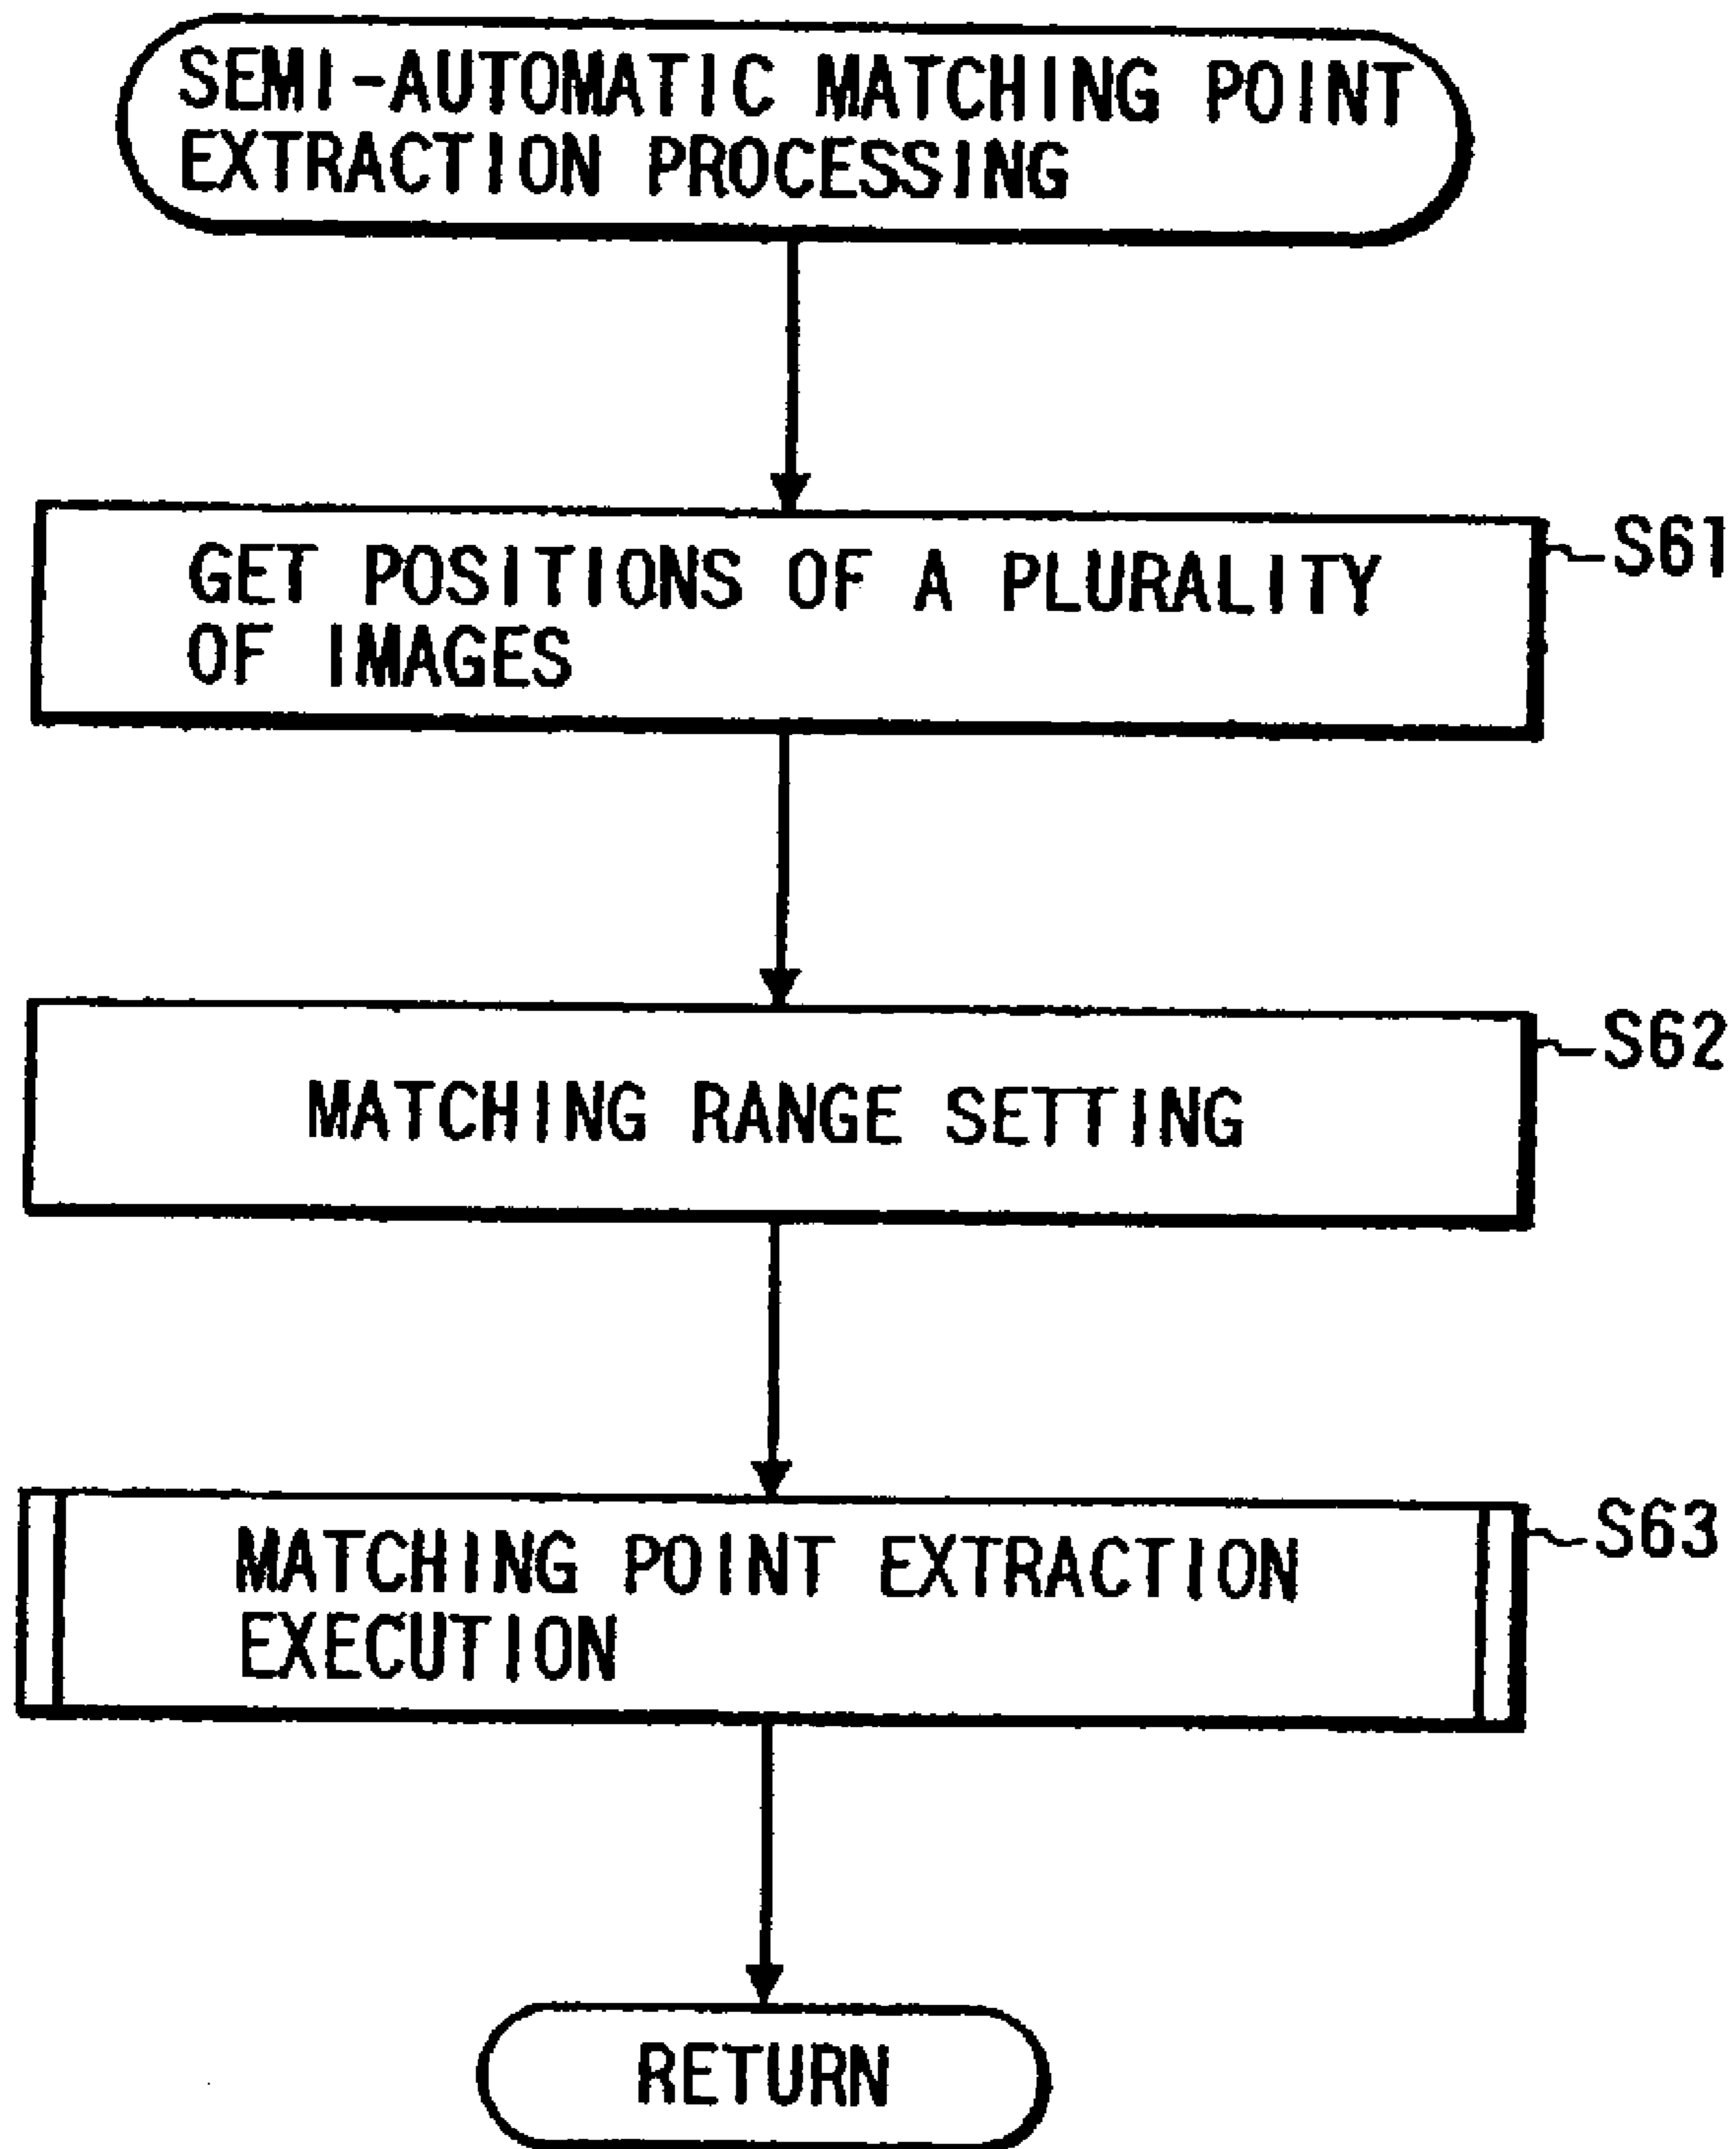 SEMI-AUTOMATIC MATCHING POINT
EXTRACTION PROCESSING
GET POSITIONS OF A PLURALITY
OF IMAGES
S61
MATCHING RANGE SETTING
S62
MATCHING POINT EXTRACTION
EXECUTION
S63
RETURN